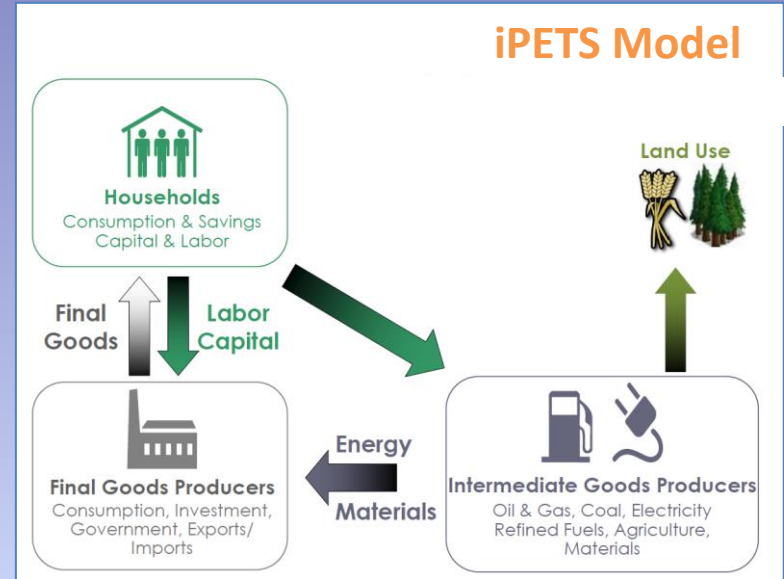 iPETS Model
Households
Consumption & Savings
Capital & Labor
Land Use
Final
Goods
Labor
Capital
Final Goods Producers
Consumption, Investment,
Government, Exports/
Imports
Energy
Materials
Intermediate Goods Producers
Oil & Gas, Coal, Electricity
Refined Fuels, Agriculture,
Materials